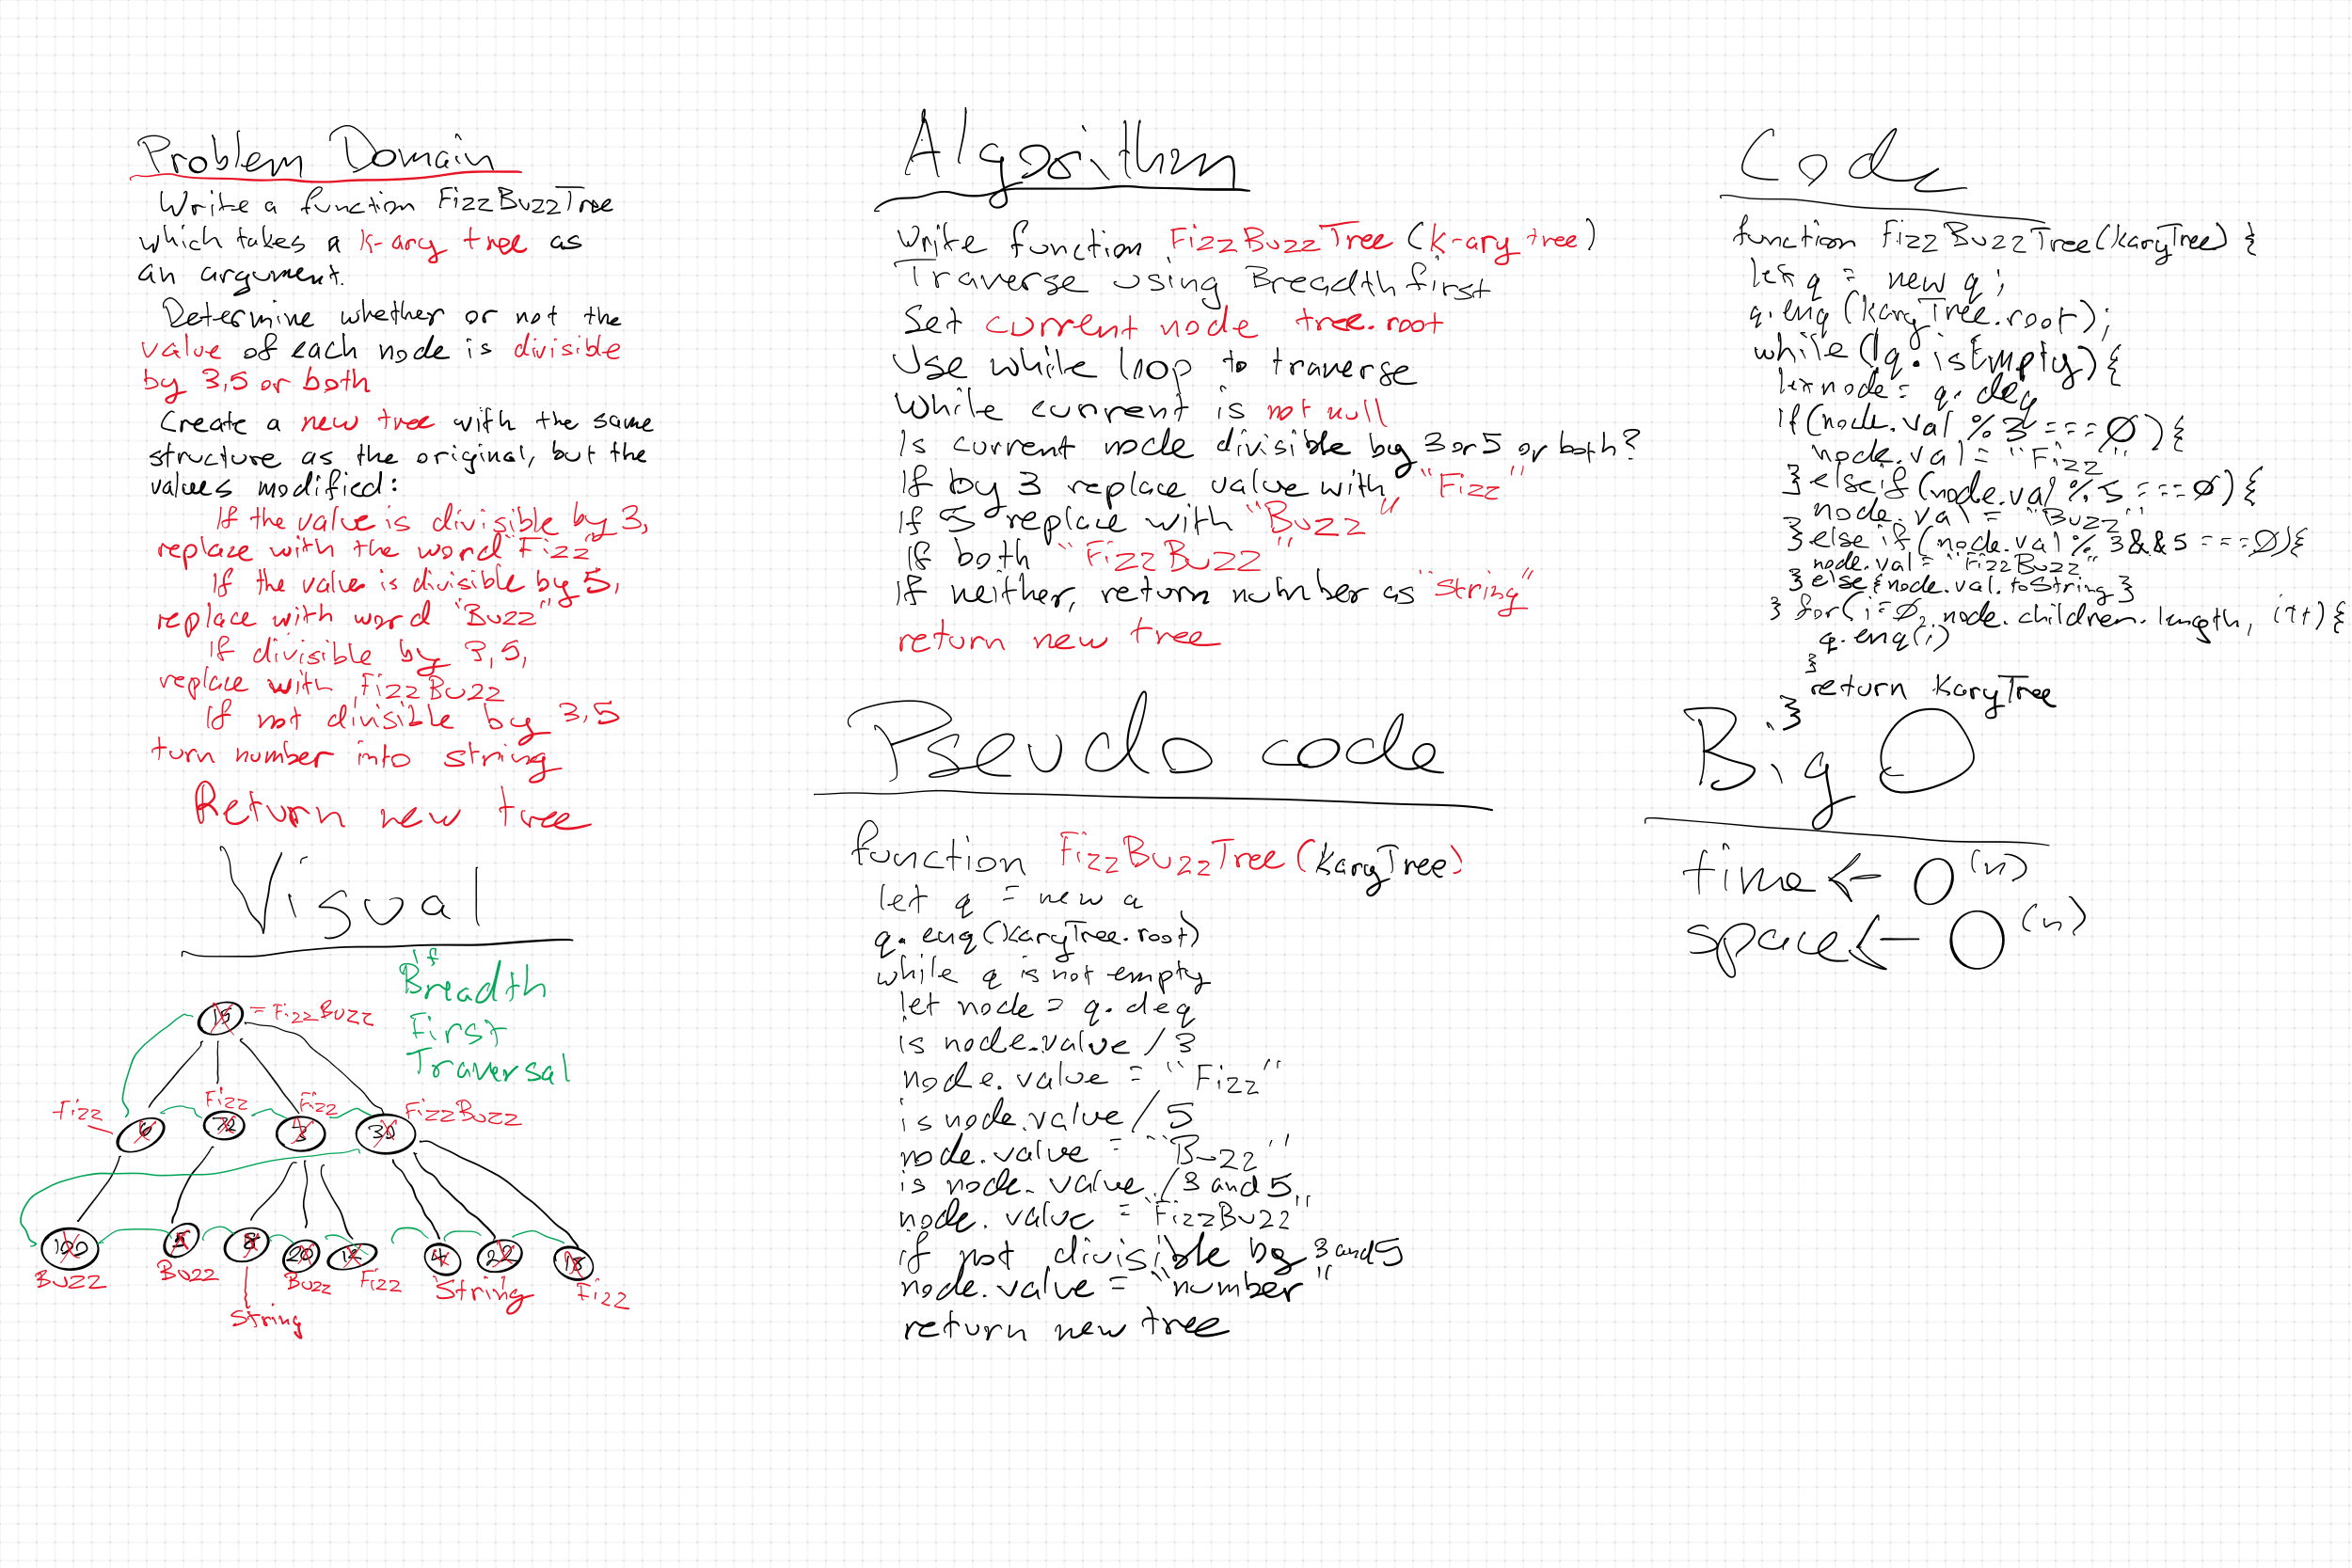 Problem Domain
Write a function FizzBuzzTree
which takes a k-ary tree as
an argument.
Determine whether or not the
value of each node is divisible
by 3,5 or both
Create a new tree with the same
structure as the original, but the
values modified:
If the value is divisible by 3,
replace with the word "Fizz"
If the value is divisible by 5,
replace with word "Buzz"
If divisible by 3,5,
replace with FizzBuzz
If not divisible by 3,5
turn number into string
Return new tree
Visual
If
Breadth
First
Traversal
15 = FizzBuzz
Fizz Fizz Fizz FizzBuzz
6 3 30
100 5 8 20 12 4 22
Buzz Buzz Buzz Fizz String Fizz
String
Algorithm
Write function FizzBuzzTree (k-ary tree)
Traverse using Breadth first
Set current node tree.root
Use while loop to traverse
While current is not null
Is current node divisible by 3 or 5 or both?
If by 3 replace value with "Fizz"
If 5 replace with "Buzz"
If both "FizzBuzz"
If neither, return number as "string"
return new tree
Pseudo code
function FizzBuzzTree (KaryTree)
let q = new q
q.enq(KaryTree.root)
while q is not empty
let node = q.deq
is node.value / 3
node.value = "Fizz"
is node.value / 5
node.value = "Buzz"
is node.value / 3 and 5
node.value = "FizzBuzz"
if not divisible by 3 and 5
node.value = "number"
return new tree
Code
function FizzBuzzTree(KaryTree) {
let q = new q;
q.enq (KaryTree.root);
while (!q.isEmpty) {
let node = q.deq
if (node.val % 3 === 0) {
node.val = "Fizz"
} else if (node.val % 5 === 0) {
node.val = "Buzz"
} else if (node.val % 3 && 5 === 0) {
node.val = "FizzBuzz"
} else {node.val.toString}
} for( i=0, node.children.length, i++) {
q.enq(i)
}
return KaryTree
}
Big O
time <- O(n)
space <- O(n)